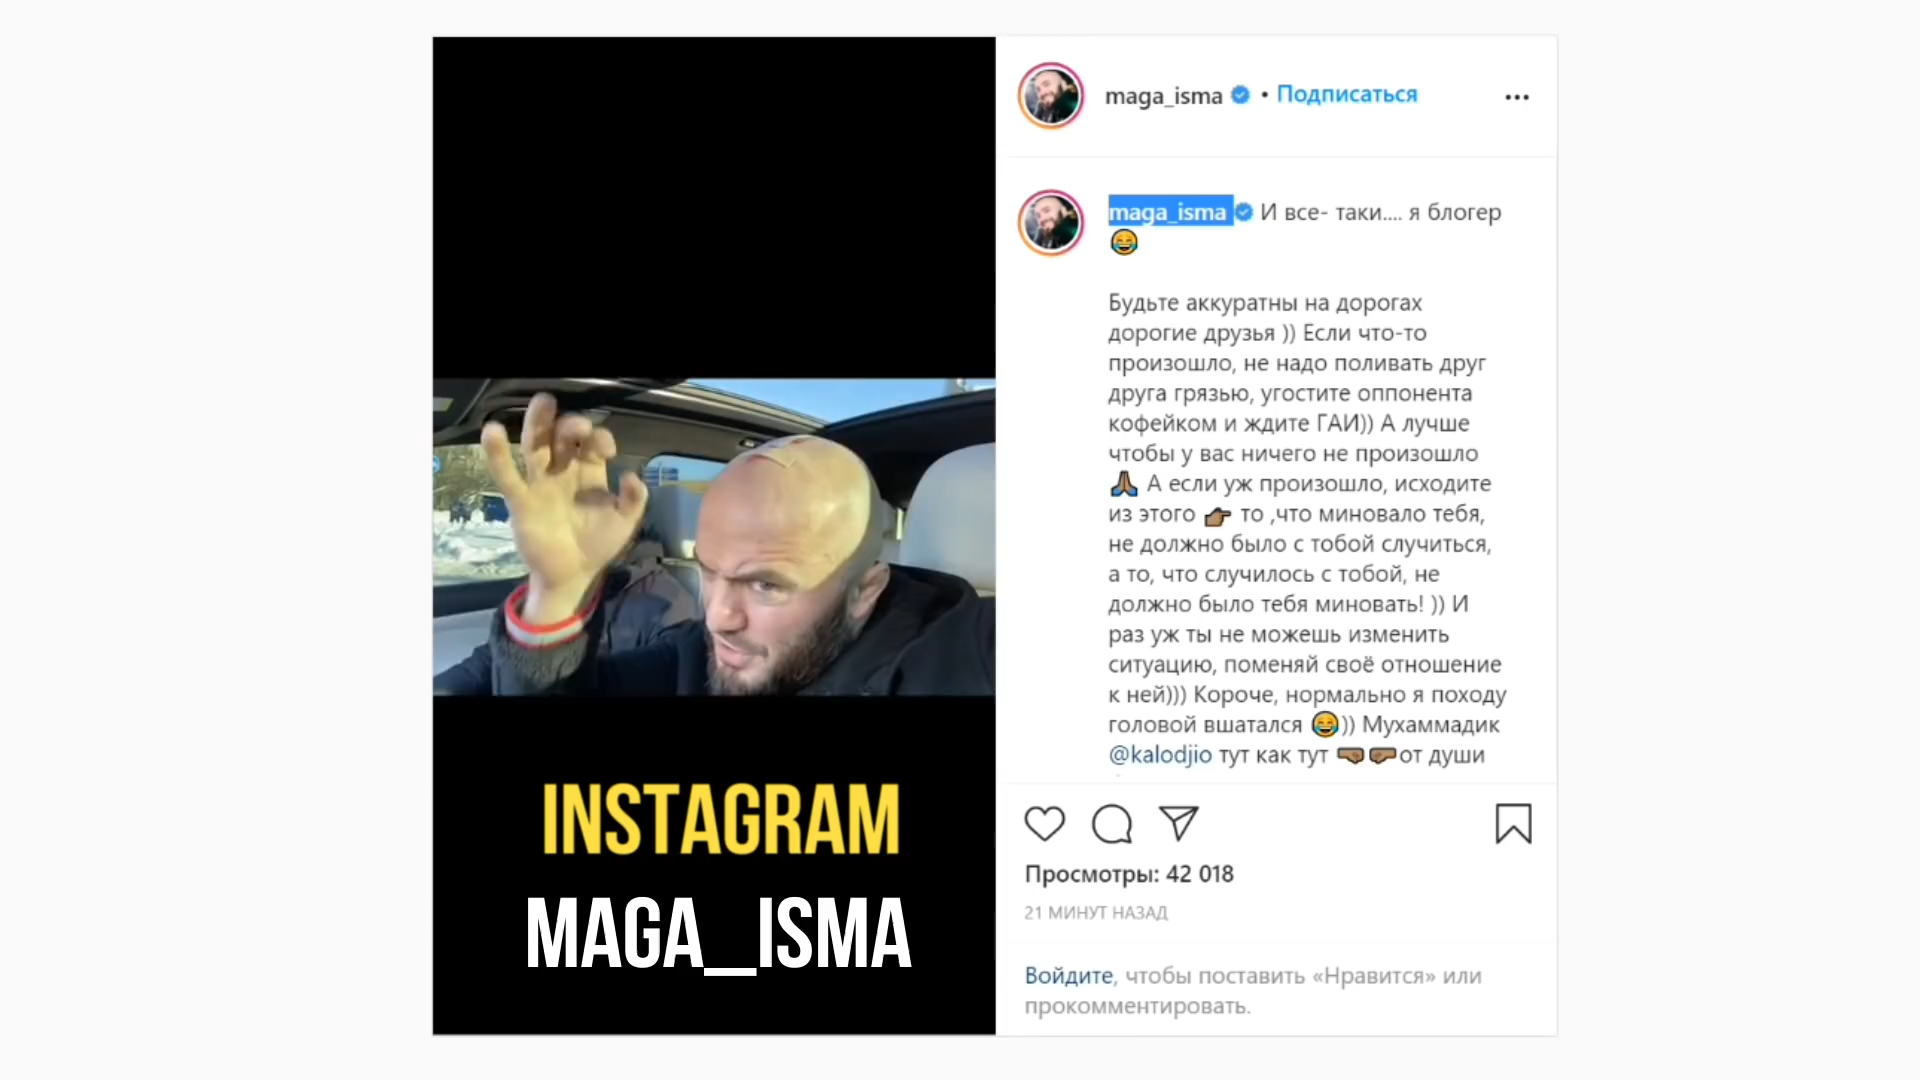 INSTAGRAM
MAGA_ISMA
maga_isma • Подписаться
maga_isma И все- таки.... я блогер
😂
Будьте аккуратны на дорогах
дорогие друзья )) Если что-то
произошло, не надо поливать друг
друга грязью, угостите оппонента
кофейком и ждите ГАИ)) А лучше
чтобы у вас ничего не произошло
🙏🏾 А если уж произошло, исходите
из этого 👉🏾 то ,что миновало тебя,
не должно было с тобой случиться,
а то, что случилось с тобой, не
должно было тебя миновать! )) И
раз уж ты не можешь изменить
ситуацию, поменяй своё отношение
к ней))) Короче, нормально я походу
головой вшатался 😂)) Мухаммадик
@kalodjio тут как тут 🤜🏾🤛🏾от души
Просмотры: 42 018
21 МИНУТ НАЗАД
Войдите, чтобы поставить «Нравится» или
прокомментировать.